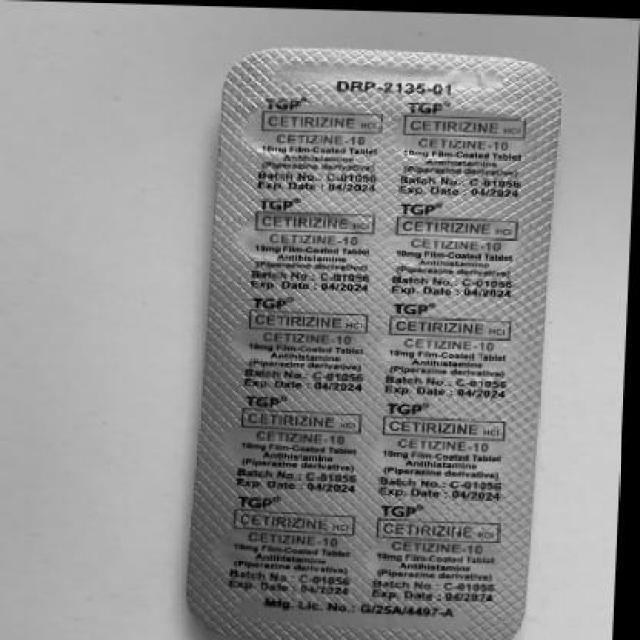 DRP-2135-01
TGP TGP
CETIRIZINE HCl CETIRIZINE HCl
CETIZINE-10 CETIZINE-10
10mg Film-Coated Tablet 10mg Film-Coated Tablet
Antihistamine Antihistamine
(Piperazine derivative) (Piperazine derivative)
Batch No.: C-01056 Batch No.: C-01056
Exp. Date : 04/2024 Exp. Date : 04/2024
TGP TGP
CETIRIZINE HCl CETIRIZINE HCl
CETIZINE-10 CETIZINE-10
10mg Film-Coated Tablet 10mg Film-Coated Tablet
Antihistamine Antihistamine
(Piperazine derivative) (Piperazine derivative)
Batch No.: C-01056 Batch No.: C-01056
Exp. Date : 04/2024 Exp. Date : 04/2024
TGP TGP
CETIRIZINE HCl CETIRIZINE HCl
CETIZINE-10 CETIZINE-10
10mg Film-Coated Tablet 10mg Film-Coated Tablet
Antihistamine Antihistamine
(Piperazine derivative) (Piperazine derivative)
Batch No.: C-01056 Batch No.: C-01056
Exp. Date : 04/2024 Exp. Date : 04/2024
TGP TGP
CETIRIZINE HCl CETIRIZINE HCl
CETIZINE-10 CETIZINE-10
10mg Film-Coated Tablet 10mg Film-Coated Tablet
Antihistamine Antihistamine
(Piperazine derivative) (Piperazine derivative)
Batch No.: C-01056 Batch No.: C-01056
Exp. Date : 04/2024 Exp. Date : 04/2024
TGP TGP
CETIRIZINE HCl CETIRIZINE HCl
CETIZINE-10 CETIZINE-10
10mg Film-Coated Tablet 10mg Film-Coated Tablet
Antihistamine Antihistamine
(Piperazine derivative) (Piperazine derivative)
Batch No.: C-01056 Batch No.: C-01056
Exp. Date : 04/2024 Exp. Date : 04/2024
Mfg. Lic. No.: G/25A/4497-A